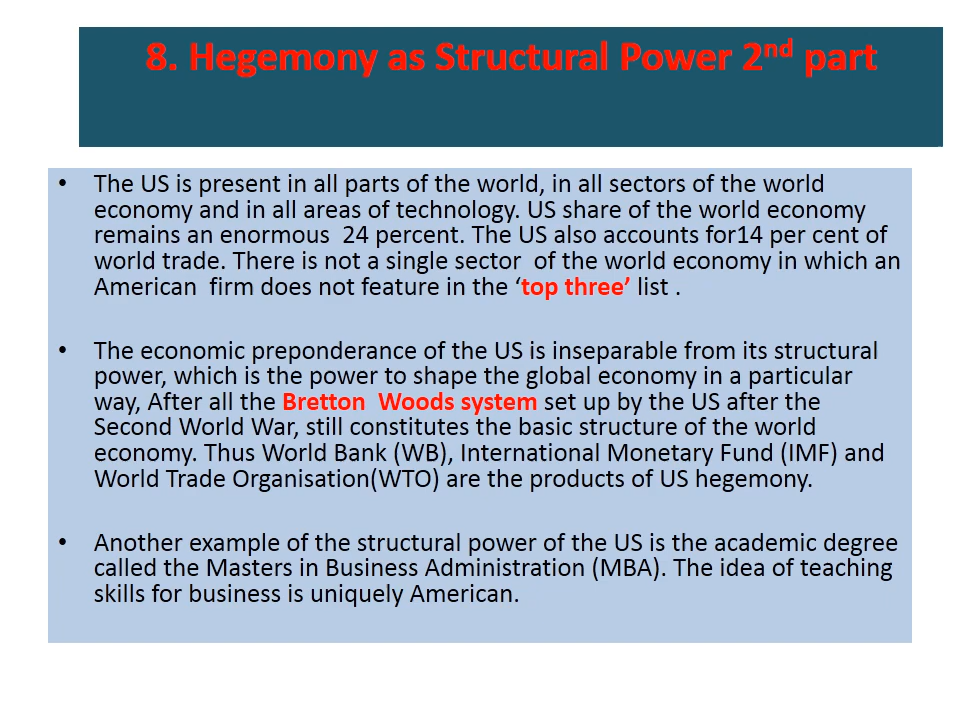 8. Hegemony as Structural Power 2nd part
• The US is present in all parts of the world, in all sectors of the world
economy and in all areas of technology. US share of the world economy
remains an enormous  24 percent. The US also accounts for14 per cent of
world trade. There is not a single sector  of the world economy in which an
American  firm does not feature in the ‘top three’ list .
• The economic preponderance of the US is inseparable from its structural
power, which is the power to shape the global economy in a particular
way, After all the Bretton  Woods system set up by the US after the
Second World War, still constitutes the basic structure of the world
economy. Thus World Bank (WB), International Monetary Fund (IMF) and
World Trade Organisation(WTO) are the products of US hegemony.
• Another example of the structural power of the US is the academic degree
called the Masters in Business Administration (MBA). The idea of teaching
skills for business is uniquely American.